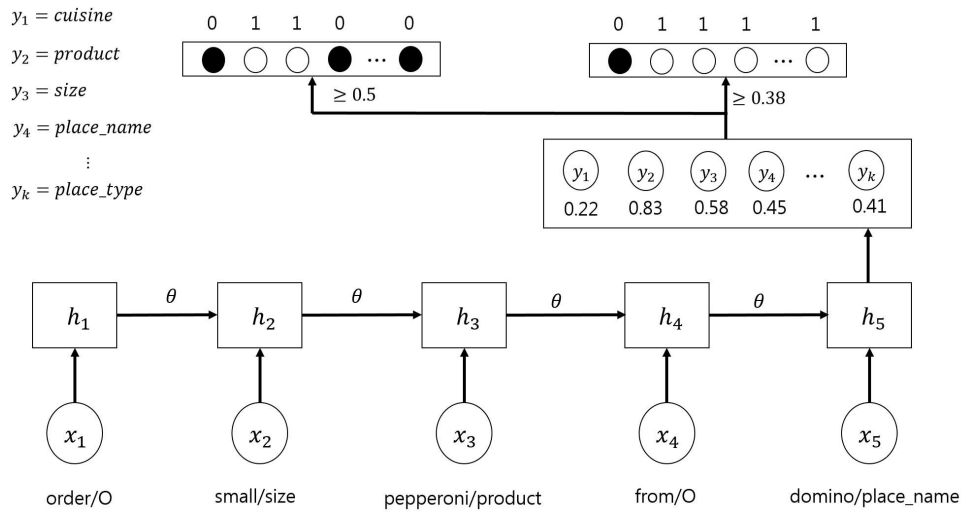 y₁ = cuisine
y₂ = product
y₃ = size
y₄ = place_name
⋮
yₖ = place_type
0 1 1 0 0
...
≥ 0.5
0 1 1 1 1
...
≥ 0.38
y₁ y₂ y₃ y₄ ... yₖ
0.22 0.83 0.58 0.45 0.41
θ θ θ θ
h₁ h₂ h₃ h₄ h₅
x₁ x₂ x₃ x₄ x₅
order/O small/size pepperoni/product from/O domino/place_name